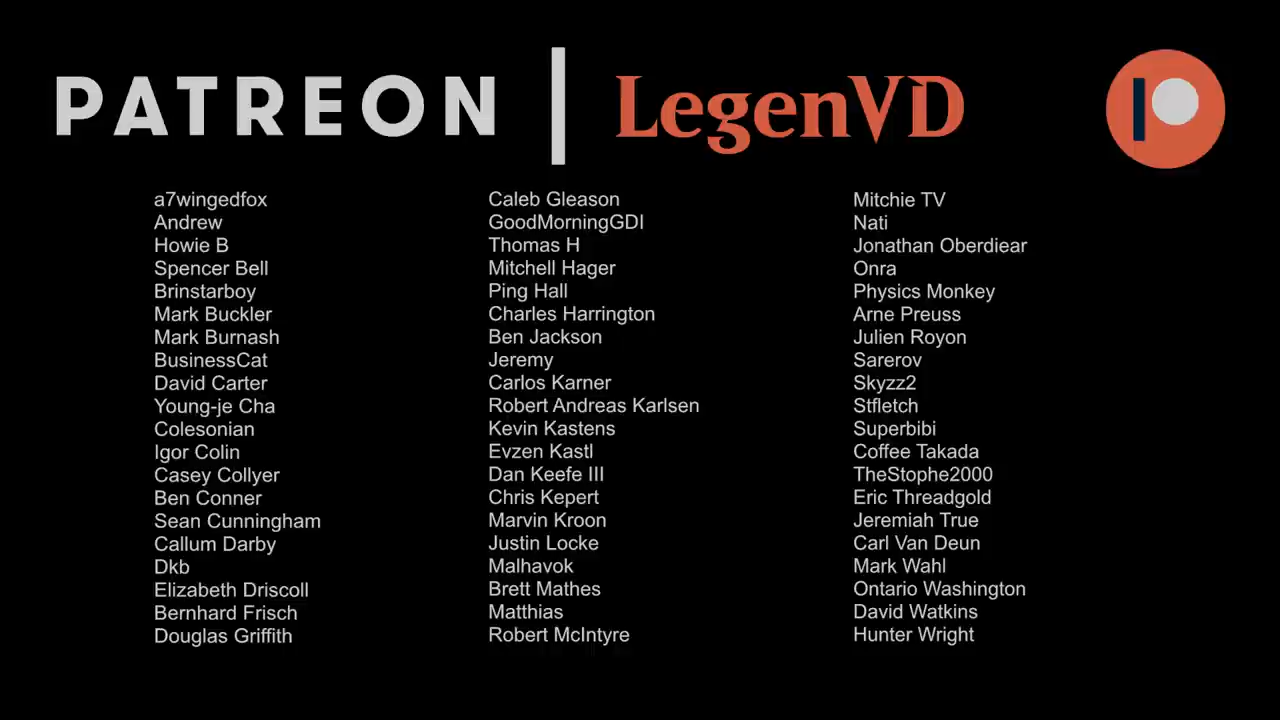 PATREON | LegenVD
a7wingedfox
Andrew
Howie B
Spencer Bell
Brinstarboy
Mark Buckler
Mark Burnash
BusinessCat
David Carter
Young-je Cha
Colesonian
Igor Colin
Casey Collyer
Ben Conner
Sean Cunningham
Callum Darby
Dkb
Elizabeth Driscoll
Bernhard Frisch
Douglas Griffith
Caleb Gleason
GoodMorningGDI
Thomas H
Mitchell Hager
Ping Hall
Charles Harrington
Ben Jackson
Jeremy
Carlos Karner
Robert Andreas Karlsen
Kevin Kastens
Evzen Kastl
Dan Keefe III
Chris Kepert
Marvin Kroon
Justin Locke
Malhavok
Brett Mathes
Matthias
Robert McIntyre
Mitchie TV
Nati
Jonathan Oberdiear
Onra
Physics Monkey
Arne Preuss
Julien Royon
Sarerov
Skyzz2
Stfletch
Superbibi
Coffee Takada
TheStophe2000
Eric Threadgold
Jeremiah True
Carl Van Deun
Mark Wahl
Ontario Washington
David Watkins
Hunter Wright